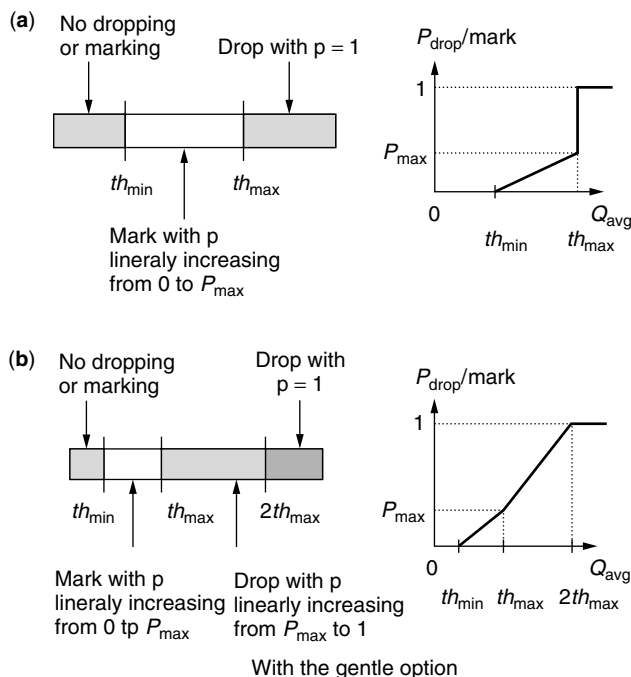 (a)
No dropping
or marking
Drop with p = 1
th_min
th_max
Mark with p
lineraly increasing
from 0 to P_max
P_drop/mark
1
P_max
0
Q_avg
th_min
th_max
(b)
No dropping
or marking
Drop with
p = 1
th_min
th_max
2th_max
Mark with p
lineraly increasing
from 0 tp P_max
Drop with p
linearly increasing
from P_max to 1
P_drop/mark
1
P_max
0
Q_avg
th_min
th_max
2th_max
With the gentle option